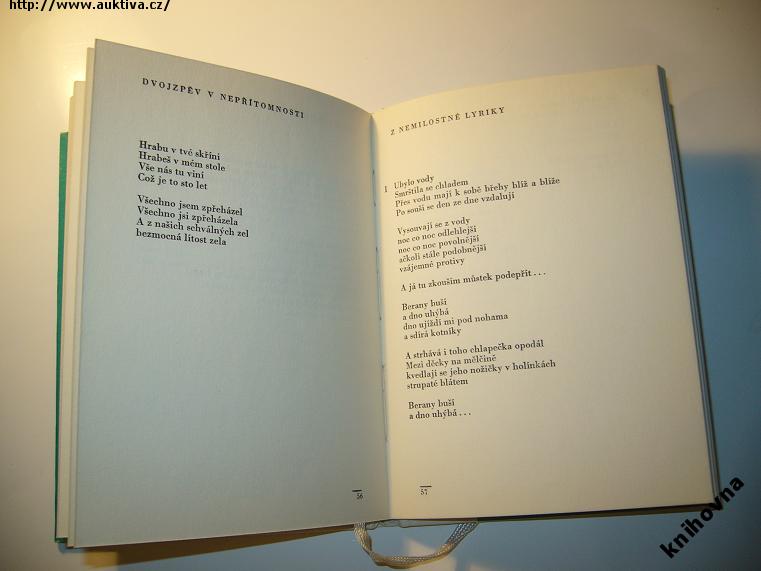 http://www.auktiva.cz/
DVOJZPĚV V NEPŘÍTOMNOSTI
Hrabu v tvé skříni
Hrabeš v mém stole
Vše nás tu viní
Což je to sto let
Všechno jsem zpřeházel
Všechno jsi zpřeházela
A z našich schválných zel
bezmocná lítost zela
56
Z NEMILOSTNÉ LYRIKY
1 Ubylo vody
Smrštila se chladem
Přes vodu mají k sobě břehy blíž a blíže
Po souši se den ze dne vzdalují
Vysouvají se z vody
noc co noc odlehlejší
noc co noc povolnější
ačkoli stále podobnější
vzájemné protivy
A já tu zkouším můstek podepřít...
Berany buší
a dno uhýbá
dno ujíždí mi pod nohama
a sdírá kotníky
A strhává i toho chlapečka opodál
Mezi děcky na mělčině
kvedlají se jeho nožičky v holínkách
strupaté blátem
Berany buší
a dno uhýbá...
57
knihovna